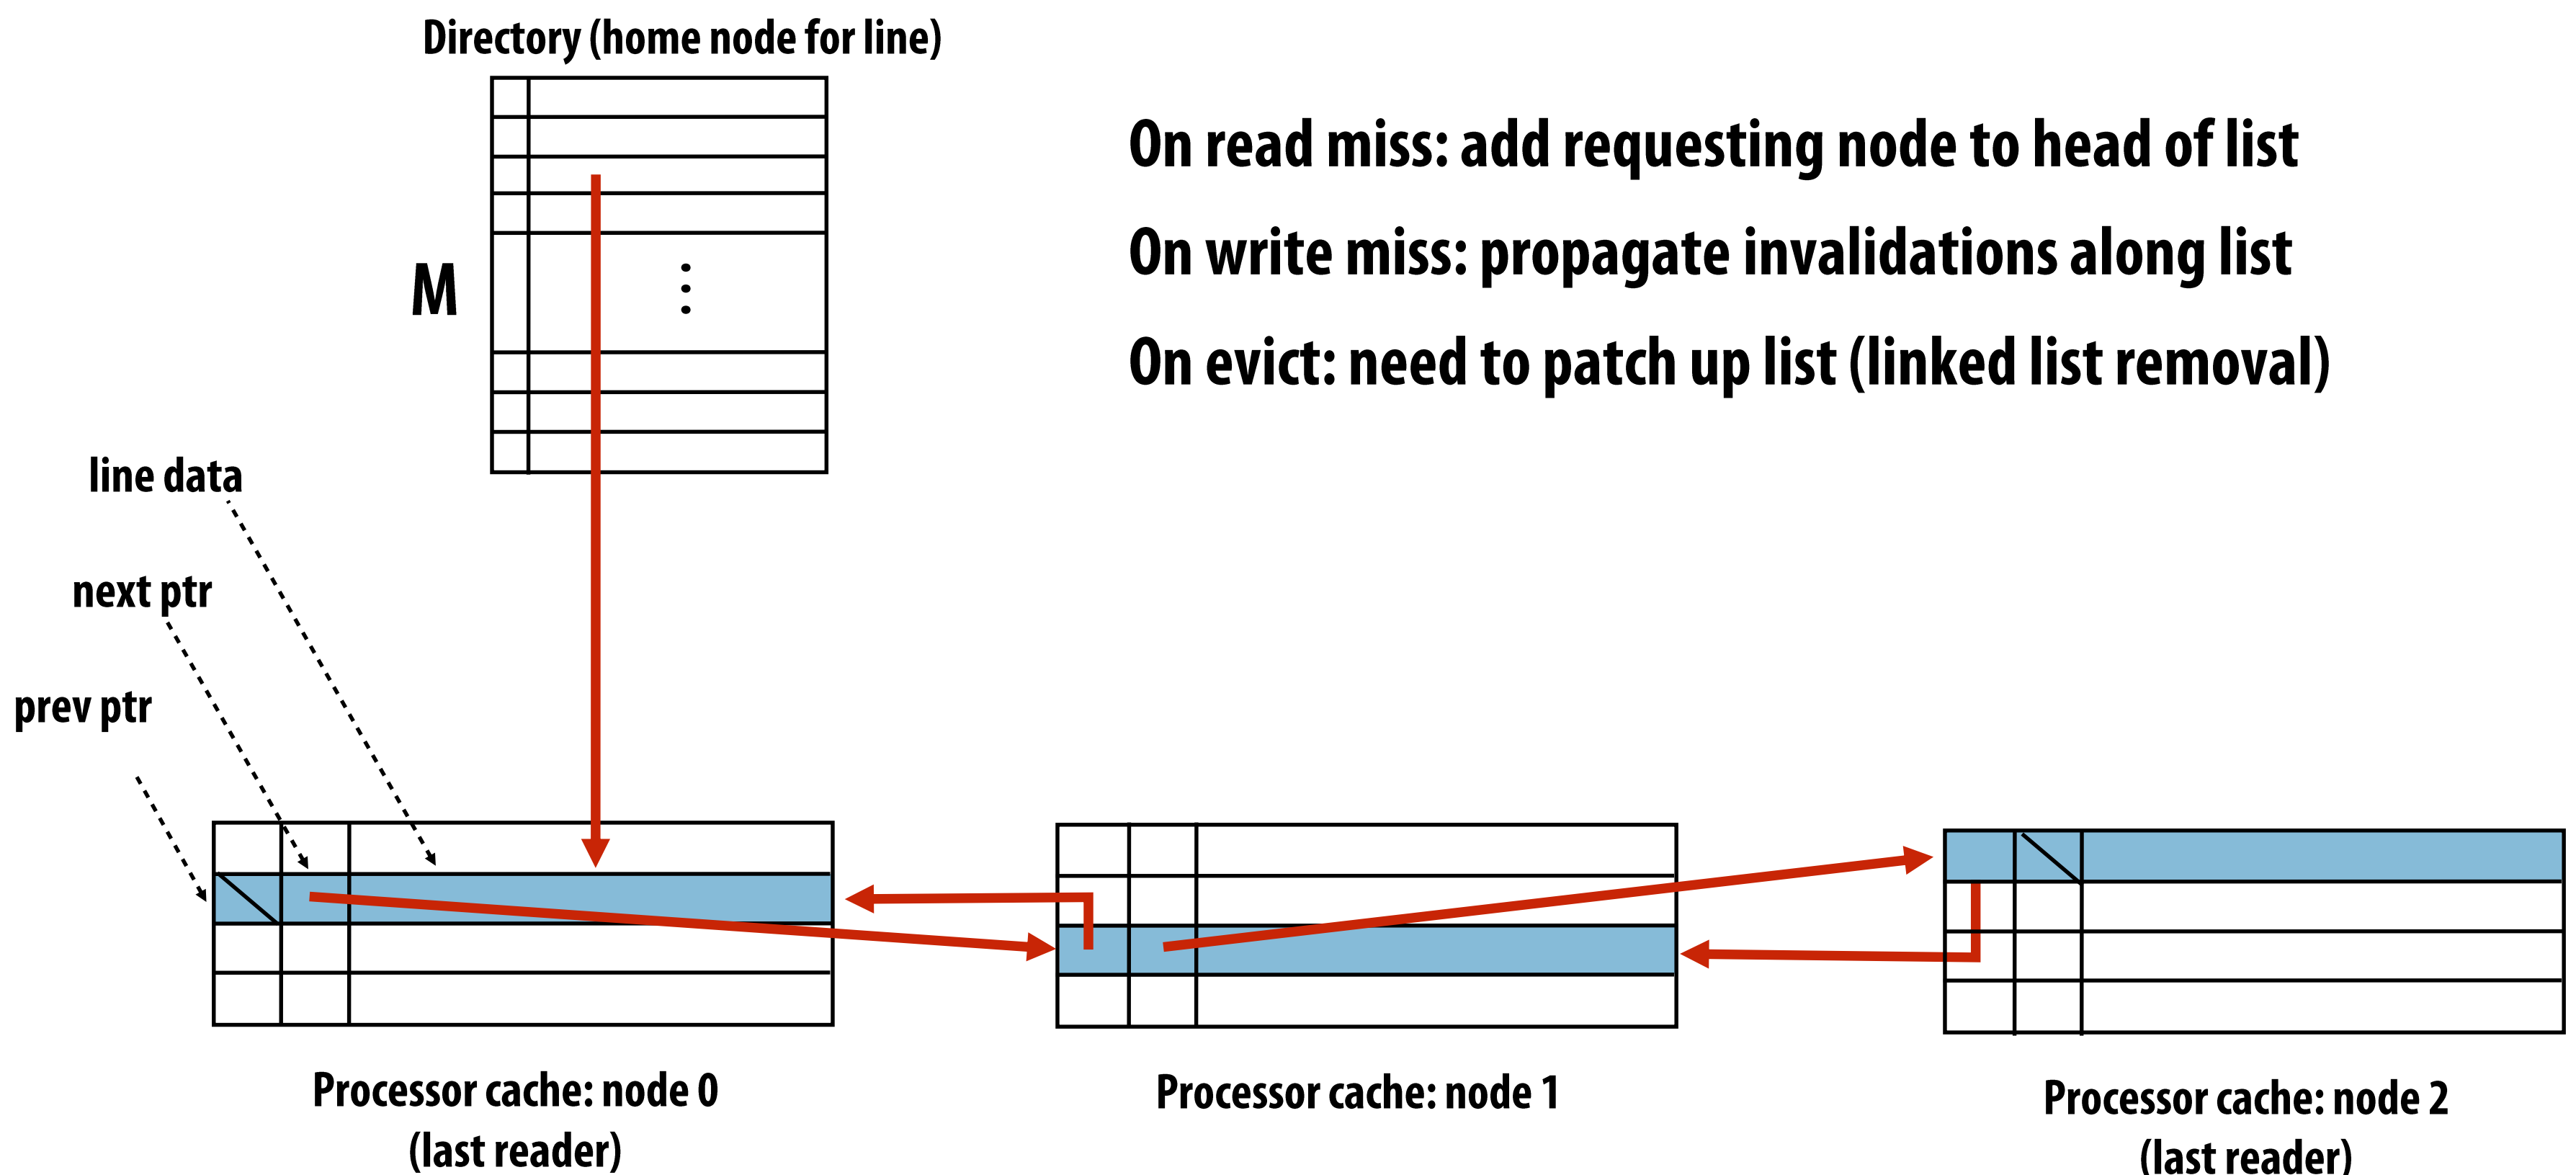 Directory (home node for line)
On read miss: add requesting node to head of list
On write miss: propagate invalidations along list
M
On evict: need to patch up list (linked list removal)
line data
next ptr
prev ptr
Processor cache: node 0
(last reader)
Processor cache: node 1
Processor cache: node 2
(last reader)